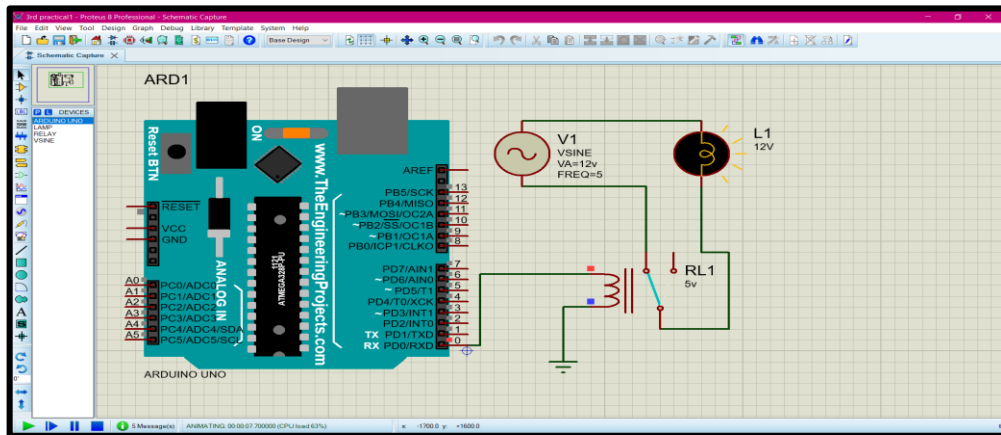 3rd practical1 - Proteus 8 Professional - Schematic Capture
File Edit View Tool Design Graph Debug Library Template System Help
Base Design
Schematic Capture
P L DEVICES
ARDUINO UNO
LAMP
RELAY
VSINE
ARD1
Reset BTN
ON
www.TheEngineeringProjects.com
ANALOG IN
ATMEGA328P-PU
1121
RESET
VCC
GND
A0 PC0/ADC0
A1 PC1/ADC1
A2 PC2/ADC2
A3 PC3/ADC3
A4 PC4/ADC4/SDA
A5 PC5/ADC5/SCL
AREF
PB5/SCK 13
PB4/MISO 12
~PB3/MOSI/OC2A 11
~PB2/SS/OC1B 10
~PB1/OC1A 9
PB0/ICP1/CLKO 8
PD7/AIN1 7
~PD6/AIN0 6
~PD5/T1 5
PD4/T0/XCK 4
~PD3/INT1 3
PD2/INT0 2
TX PD1/TXD 1
RX PD0/RXD 0
ARDUINO UNO
V1
VSINE
VA=12v
FREQ=5
L1
12V
RL1
5v
LBL
A
S
0°
5 Message(s)
ANIMATING: 00:00:07.700000 (CPU load 63%)
x: -1700.0 y: +1600.0